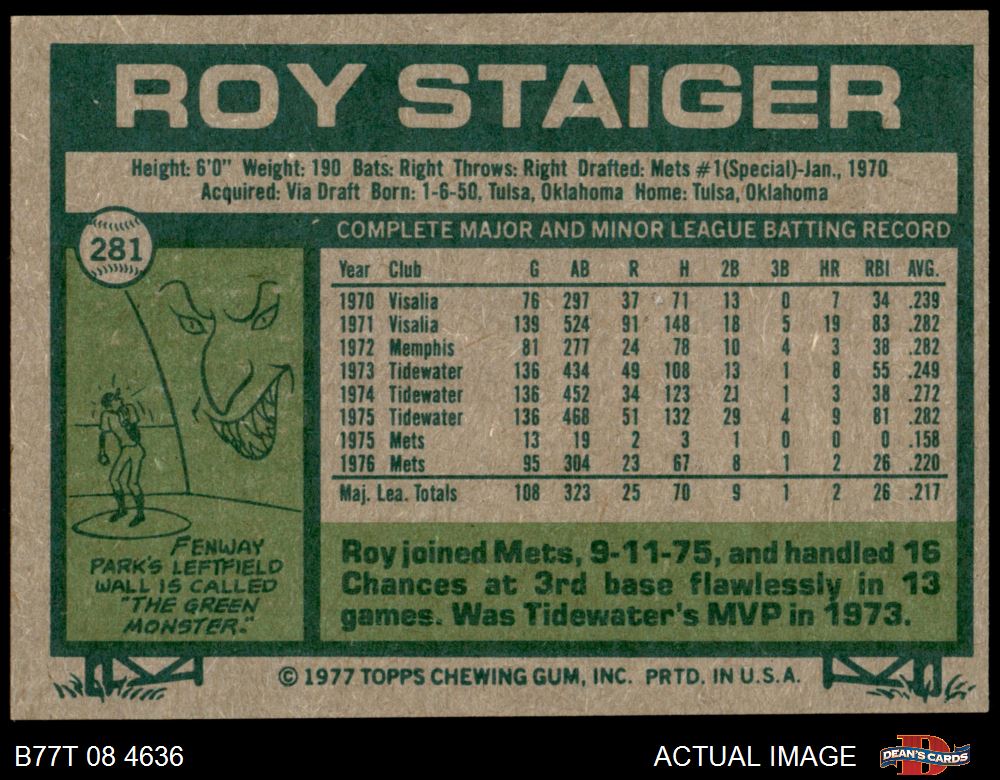 ROY STAIGER
Height: 6'0" Weight: 190 Bats: Right Throws: Right Drafted: Mets #1(Special)-Jan., 1970
Acquired: Via Draft Born: 1-6-50, Tulsa, Oklahoma Home: Tulsa, Oklahoma
281
COMPLETE MAJOR AND MINOR LEAGUE BATTING RECORD
Year Club G AB R H 2B 3B HR RBI AVG.
1970 Visalia 76 297 37 71 13 0 7 34 .239
1971 Visalia 139 524 91 148 18 5 19 83 .282
1972 Memphis 81 277 24 78 10 4 3 38 .282
1973 Tidewater 136 434 49 108 13 1 8 55 .249
1974 Tidewater 136 452 34 123 21 1 3 38 .272
1975 Tidewater 136 468 51 132 29 4 9 81 .282
1975 Mets 13 19 2 3 1 0 0 0 .158
1976 Mets 95 304 23 67 8 1 2 26 .220
Maj. Lea. Totals 108 323 25 70 9 1 2 26 .217
FENWAY
PARK'S LEFTFIELD
WALL IS CALLED
"THE GREEN
MONSTER."
Roy joined Mets, 9-11-75, and handled 16
Chances at 3rd base flawlessly in 13
games. Was Tidewater's MVP in 1973.
© 1977 TOPPS CHEWING GUM, INC. PRTD. IN U.S.A.
B77T 08 4636
ACTUAL IMAGE
DEAN'S CARDS